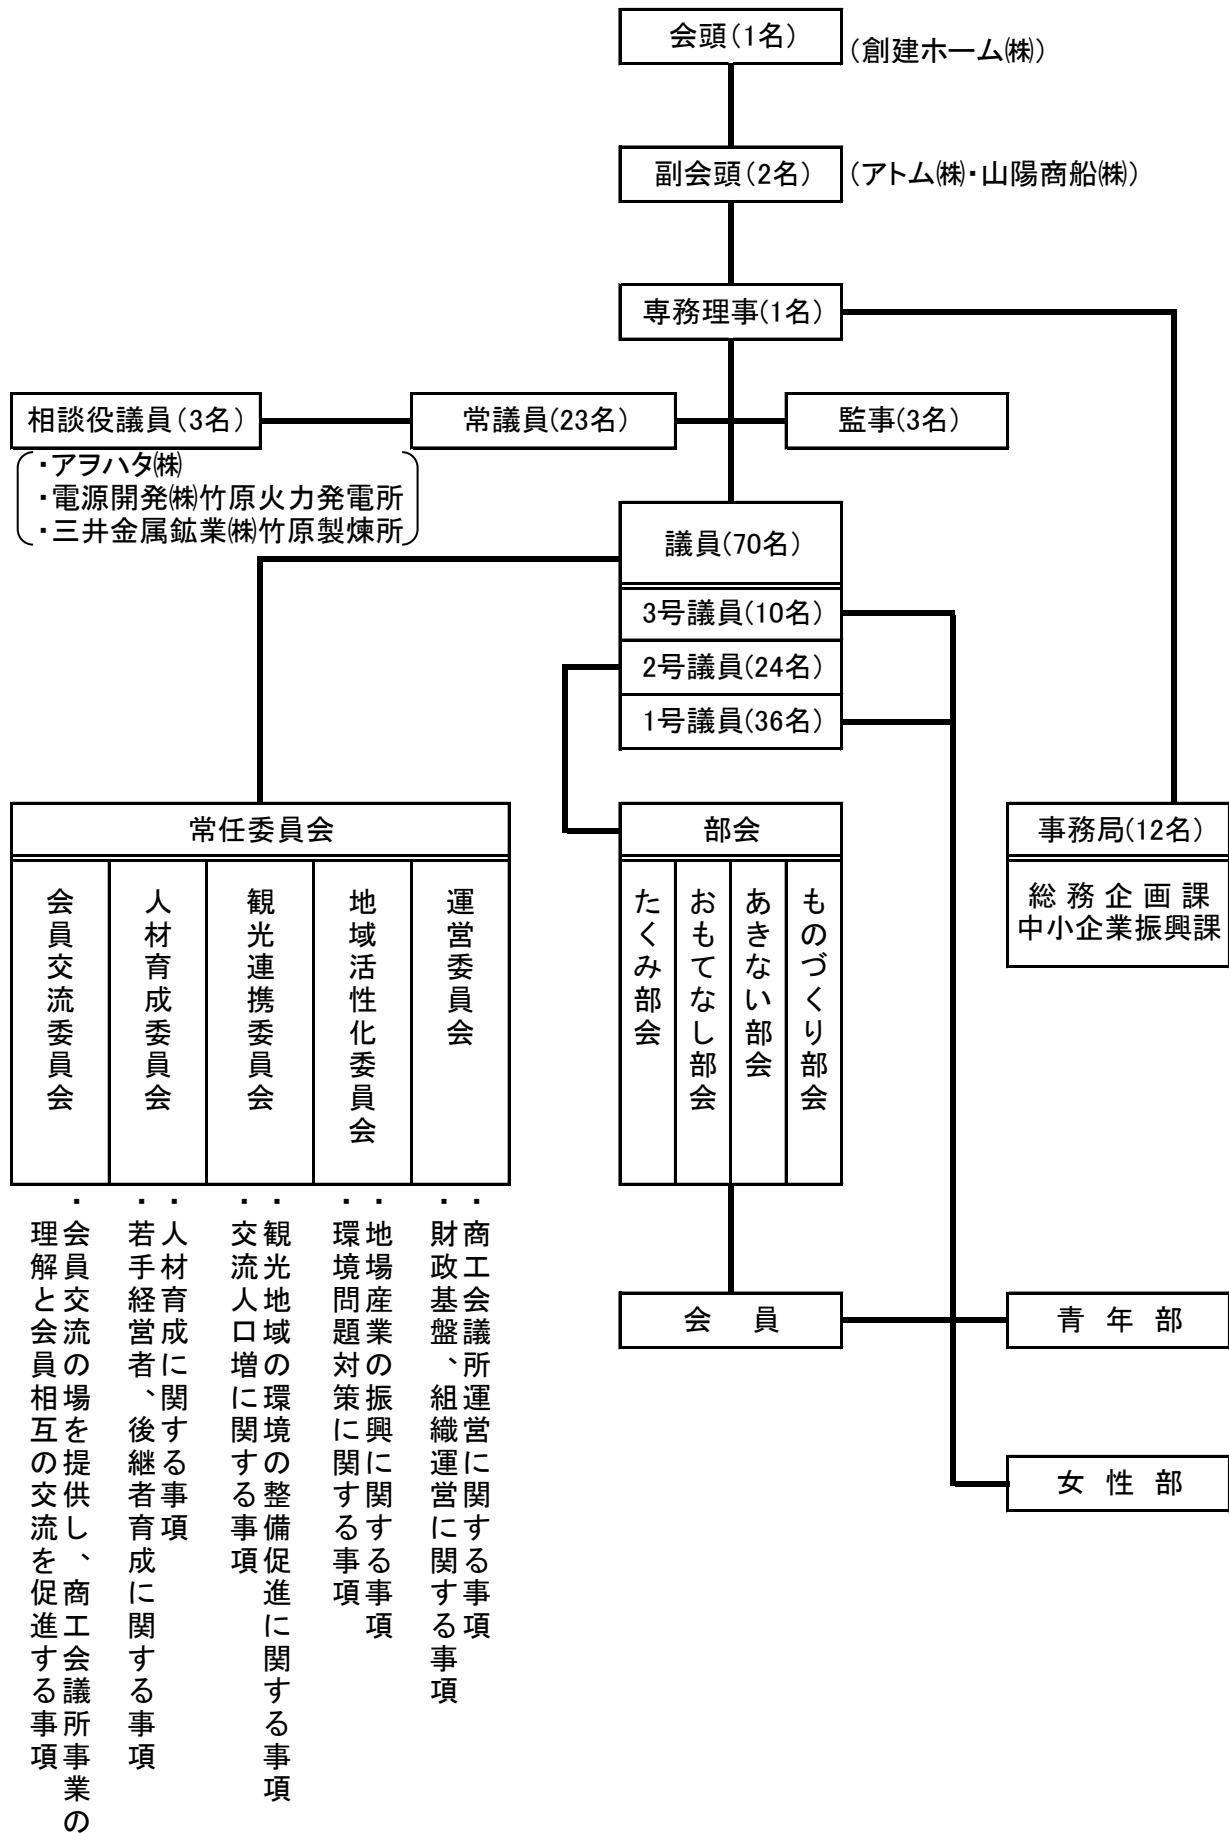 会頭(1名)
(創建ホーム㈱)
副会頭(2名)
(アトム㈱・山陽商船㈱)
専務理事(1名)
相談役議員(3名)
常議員(23名)
監事(3名)
・アヲハタ㈱
・電源開発㈱竹原火力発電所
・三井金属鉱業㈱竹原製煉所
議員(70名)
3号議員(10名)
2号議員(24名)
1号議員(36名)
常任委員会
運営委員会
地域活性化委員会
観光連携委員会
人材育成委員会
会員交流委員会
・商工会議所運営に関する事項
・財政基盤、組織運営に関する事項
・地場産業の振興に関する事項
・環境問題対策に関する事項
・観光地域の環境の整備促進に関する事項
・交流人口増に関する事項
・人材育成に関する事項
・若手経営者、後継者育成に関する事項
・会員交流の場を提供し、商工会議所事業の
理解と会員相互の交流を促進する事項
部会
ものづくり部会
あきない部会
おもてなし部会
たくみ部会
事務局(12名)
総務企画課
中小企業振興課
会員
青年部
女性部